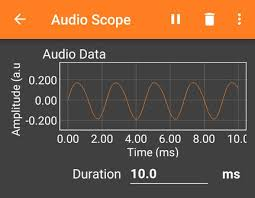 Audio Scope
Audio Data
Amplitude (a.u
0.200
0.00
-0.200
0.00 2.00 4.00 6.00 8.00 10.0
Time (ms)
Duration 10.0 ms